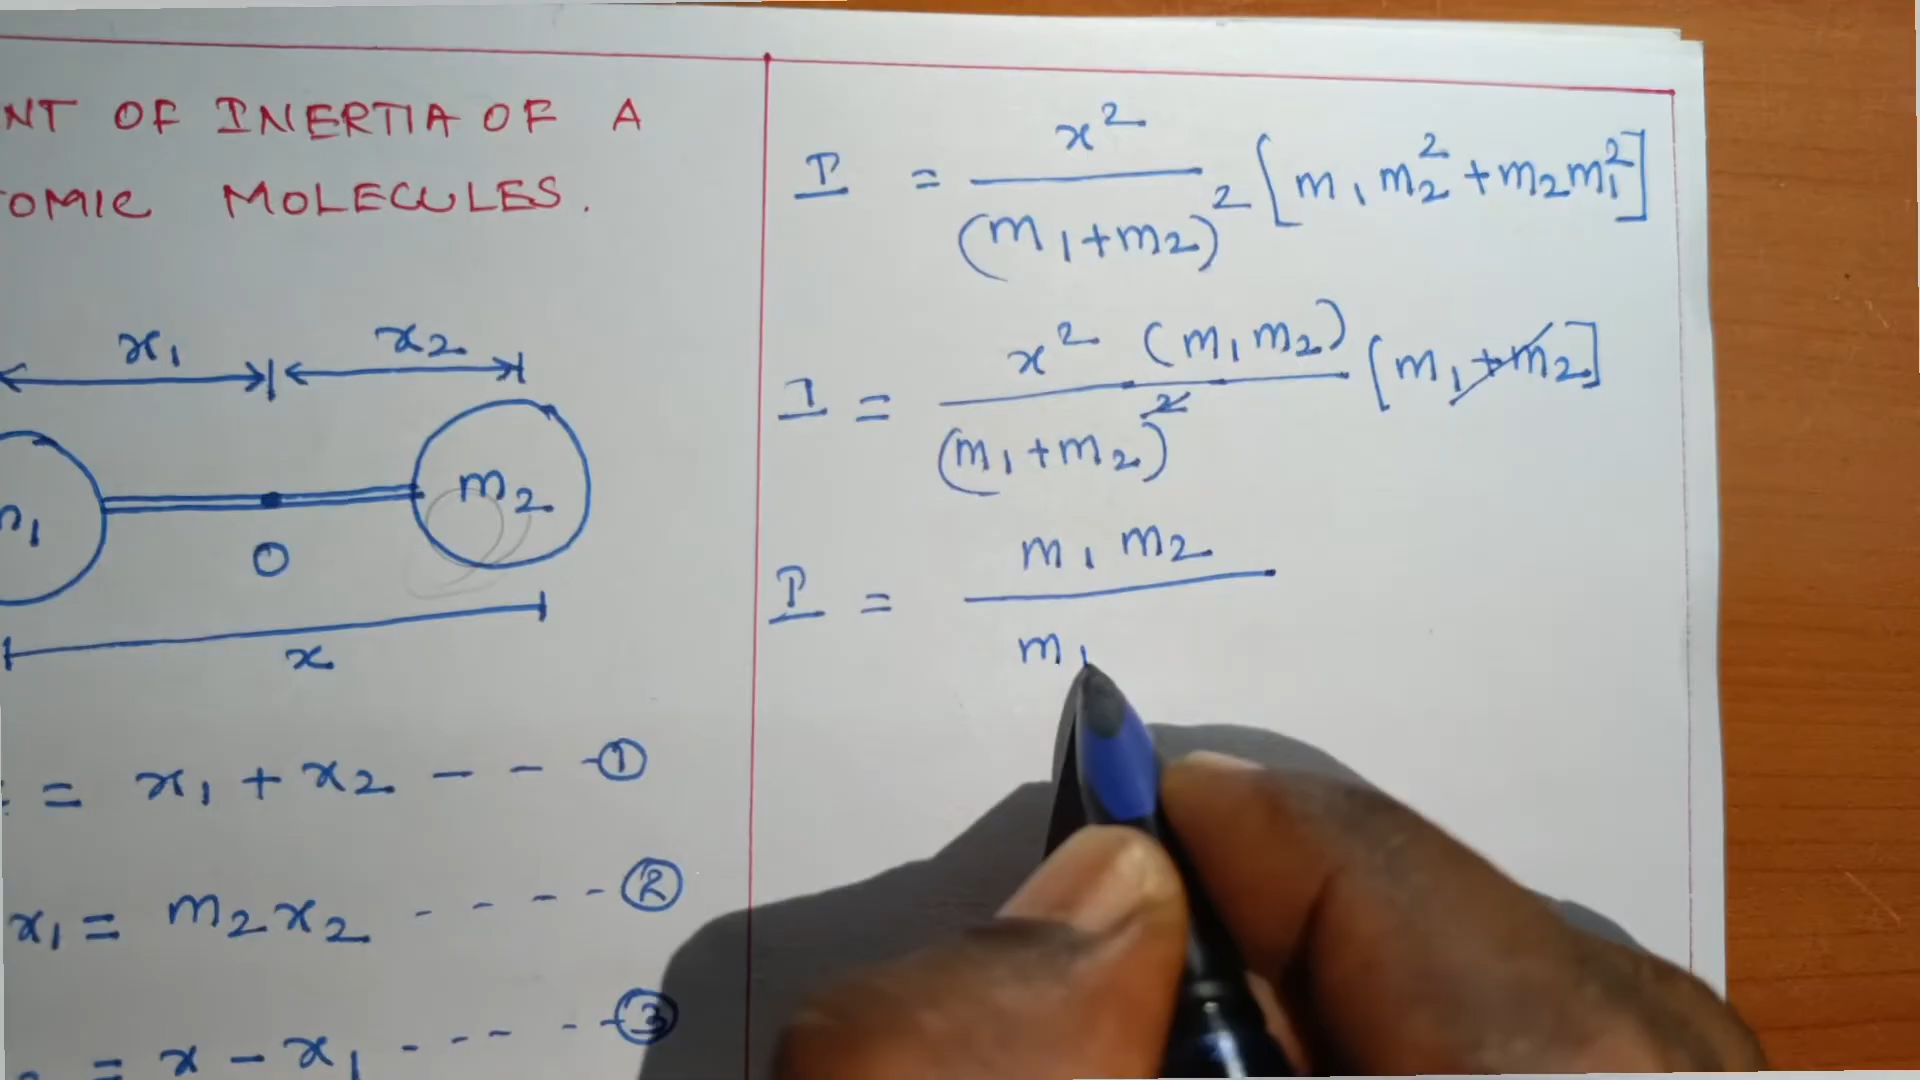 NT OF INERTIA OF A
OMIC MOLECULES.
x₁ x₂
m₂
O
x
= x₁ + x₂ - - - ①
x₁ = m₂x₂ - - - - - ②
= x - x₁ - - - - - ③
I = x² / (m₁+m₂)² [m₁m₂² + m₂m₁²]
I = x² (m₁m₂) / (m₁+m₂)² [m₁+m₂]
I = m₁m₂ / m₁